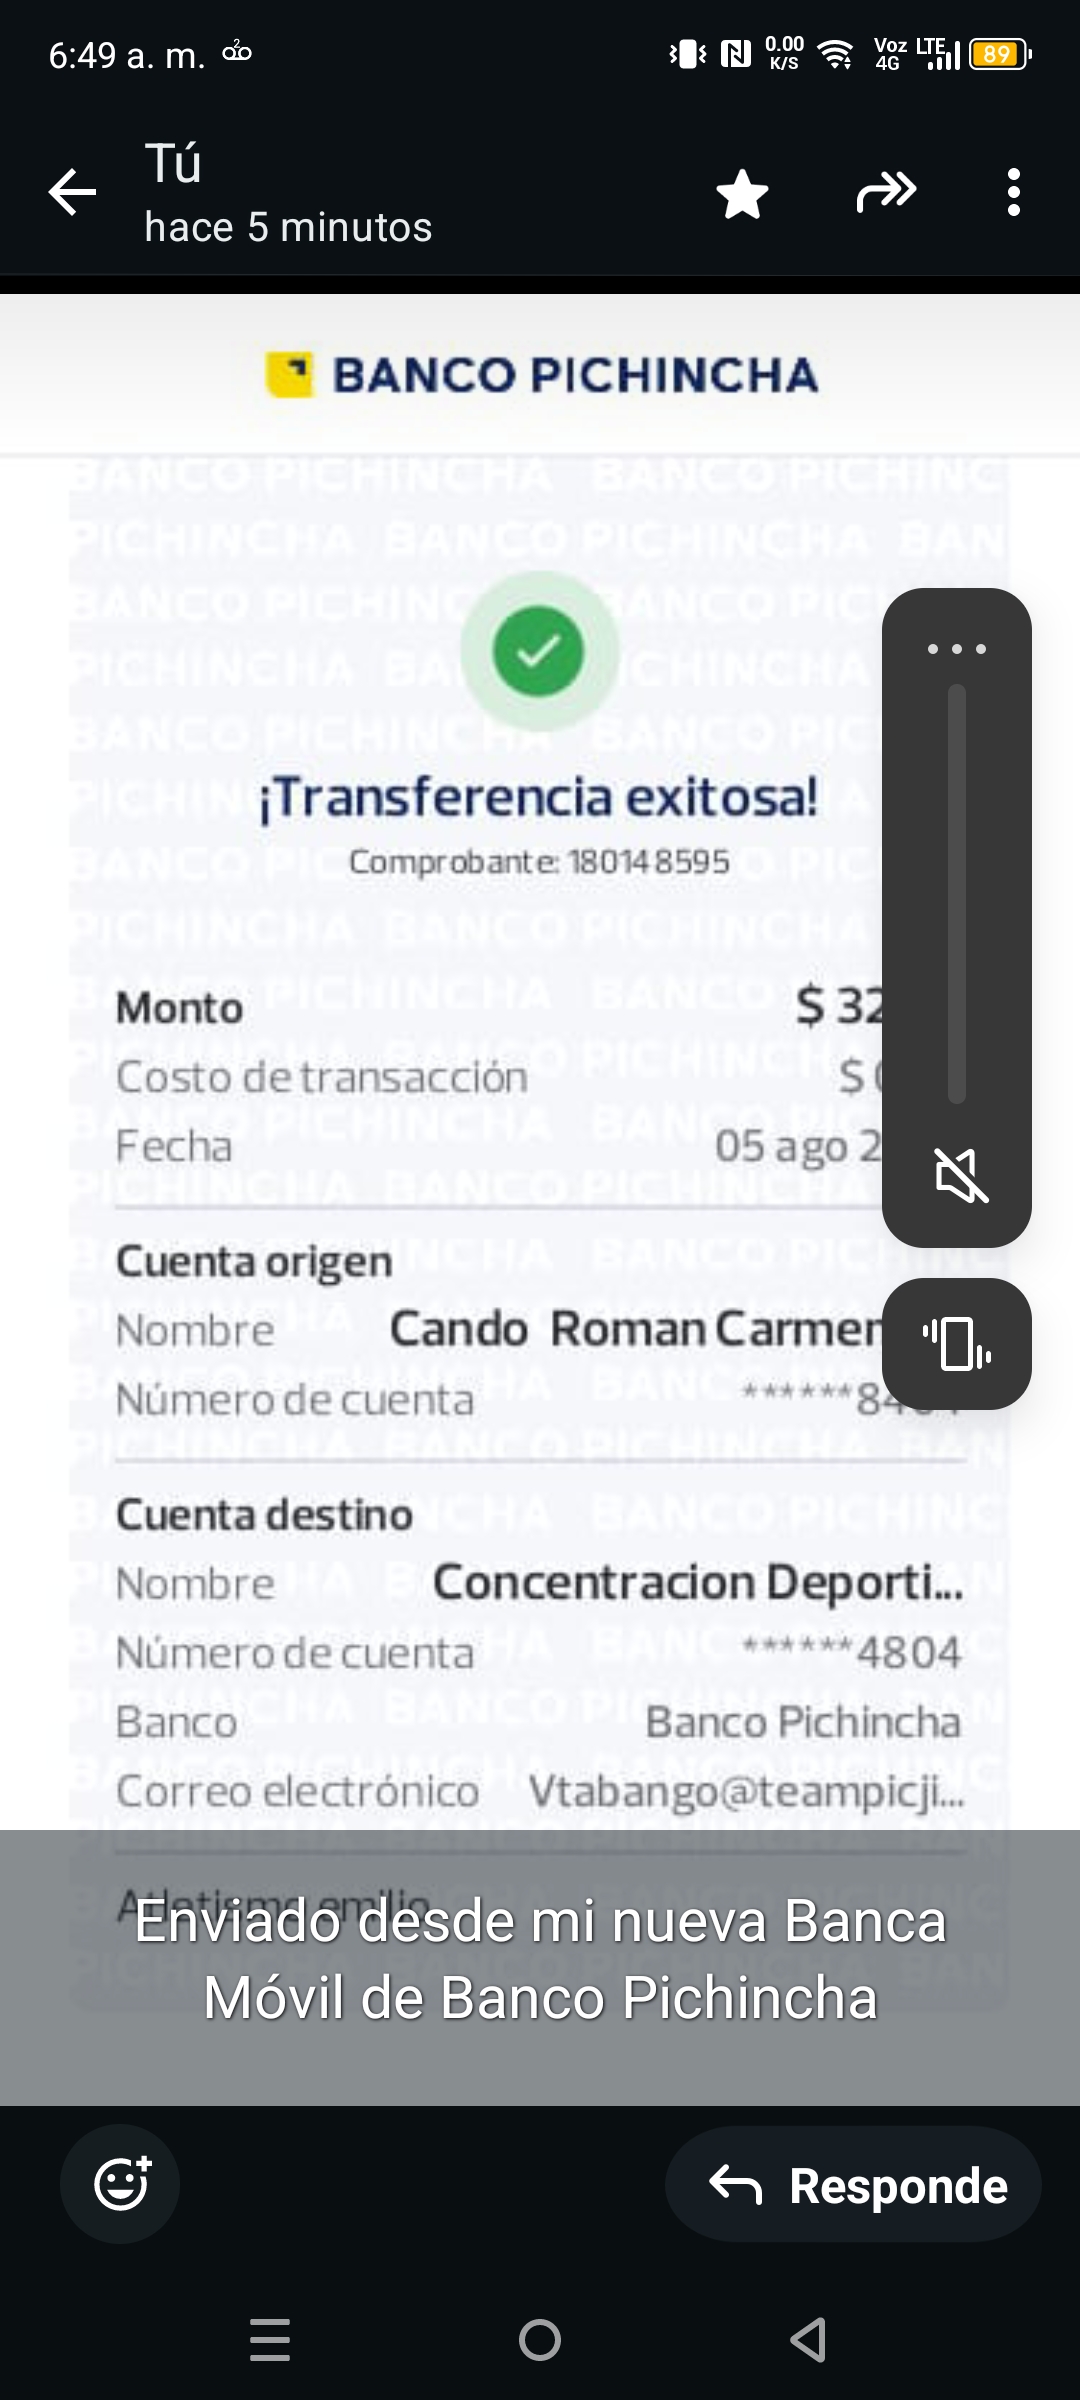 6:49 a. m. 2 0.00 K/S Voz 4G LTE 89
Tú
hace 5 minutos
BANCO PICHINCHA
¡Transferencia exitosa!
Comprobante: 180148595
Monto $ 32
Costo de transacción $
Fecha 05 ago 2
Cuenta origen
Nombre Cando Roman Carmen
Número de cuenta ******84
Cuenta destino
Nombre Concentracion Deporti...
Número de cuenta ******4804
Banco Banco Pichincha
Correo electrónico Vtabango@teampicji...
Atletismo emilio
Enviado desde mi nueva Banca
Móvil de Banco Pichincha
Responde